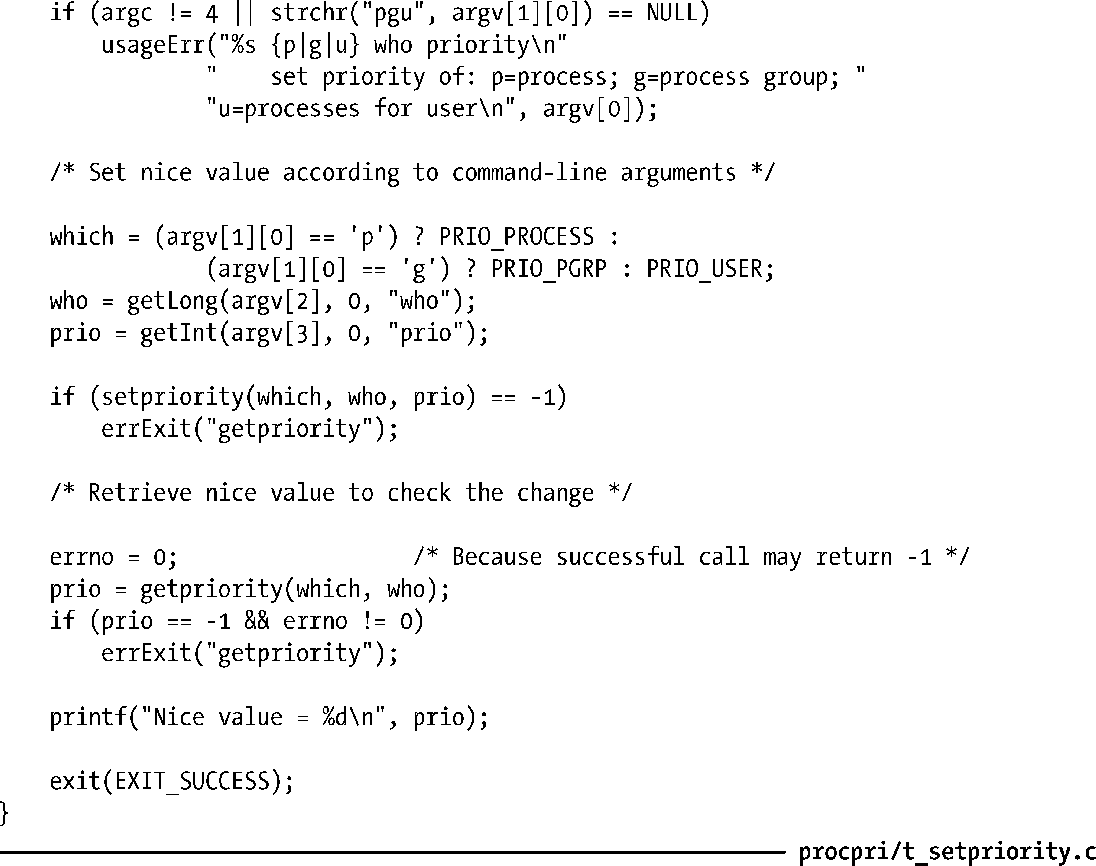 if (argc != 4 || strchr("pgu", argv[1][0]) == NULL)
usageErr("%s {p|g|u} who priority\n"
"    set priority of: p=process; g=process group; "
"u=processes for user\n", argv[0]);
/* Set nice value according to command-line arguments */
which = (argv[1][0] == 'p') ? PRIO_PROCESS :
(argv[1][0] == 'g') ? PRIO_PGRP : PRIO_USER;
who = getLong(argv[2], 0, "who");
prio = getInt(argv[3], 0, "prio");
if (setpriority(which, who, prio) == -1)
errExit("getpriority");
/* Retrieve nice value to check the change */
errno = 0;                  /* Because successful call may return -1 */
prio = getpriority(which, who);
if (prio == -1 && errno != 0)
errExit("getpriority");
printf("Nice value = %d\n", prio);
exit(EXIT_SUCCESS);
}
procpri/t_setpriority.c